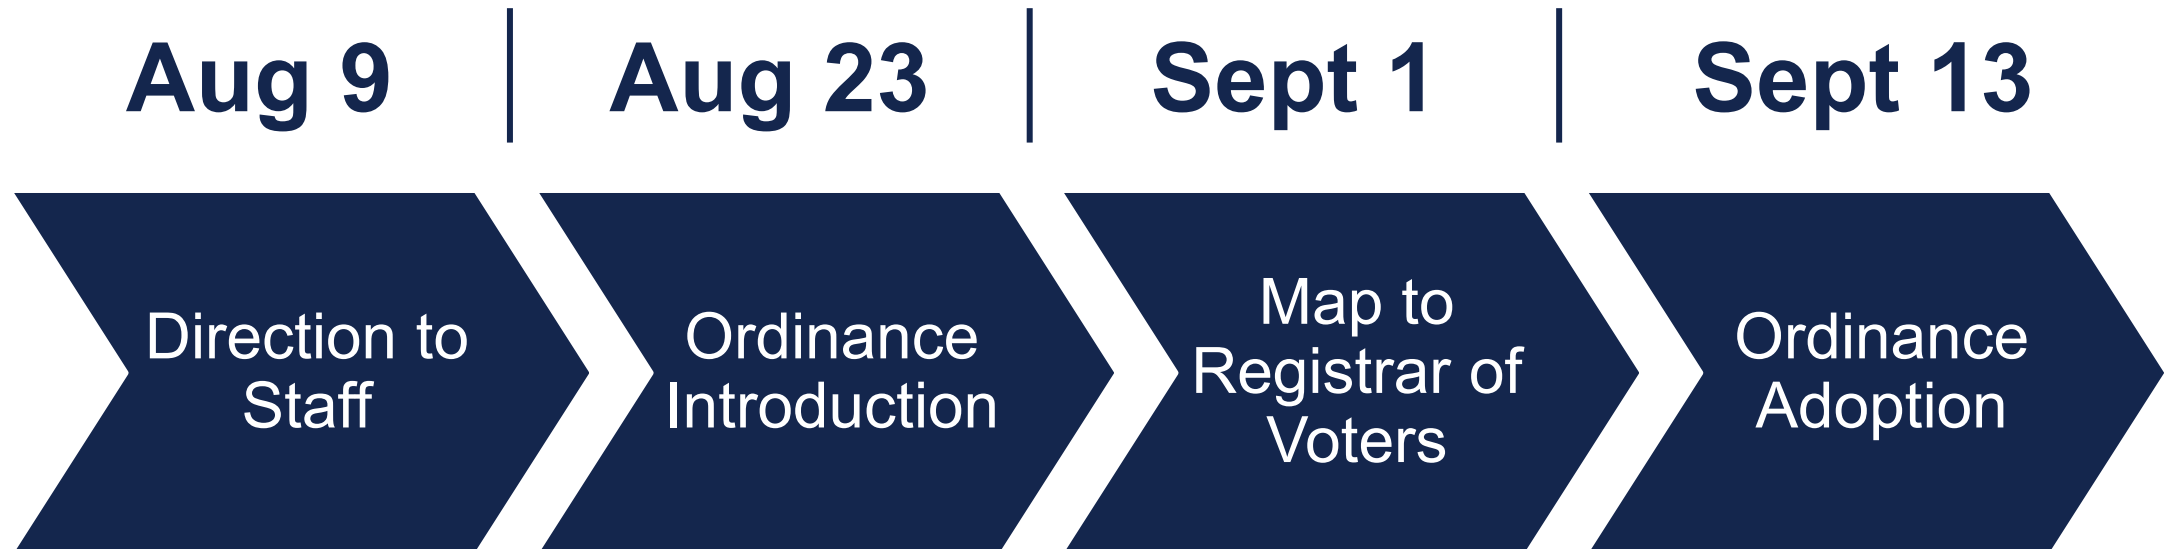 Aug 9
Aug 23
Sept 1
Sept 13
Direction to
Staff
Ordinance
Introduction
Map to
Registrar of
Voters
Ordinance
Adoption